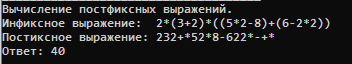 Вычисление постфиксных выражений.
Инфиксное выражение:  2*(3+2)*((5*2-8)+(6-2*2))
Постиксное выражение: 232+*52*8-622*-+*
Ответ: 40